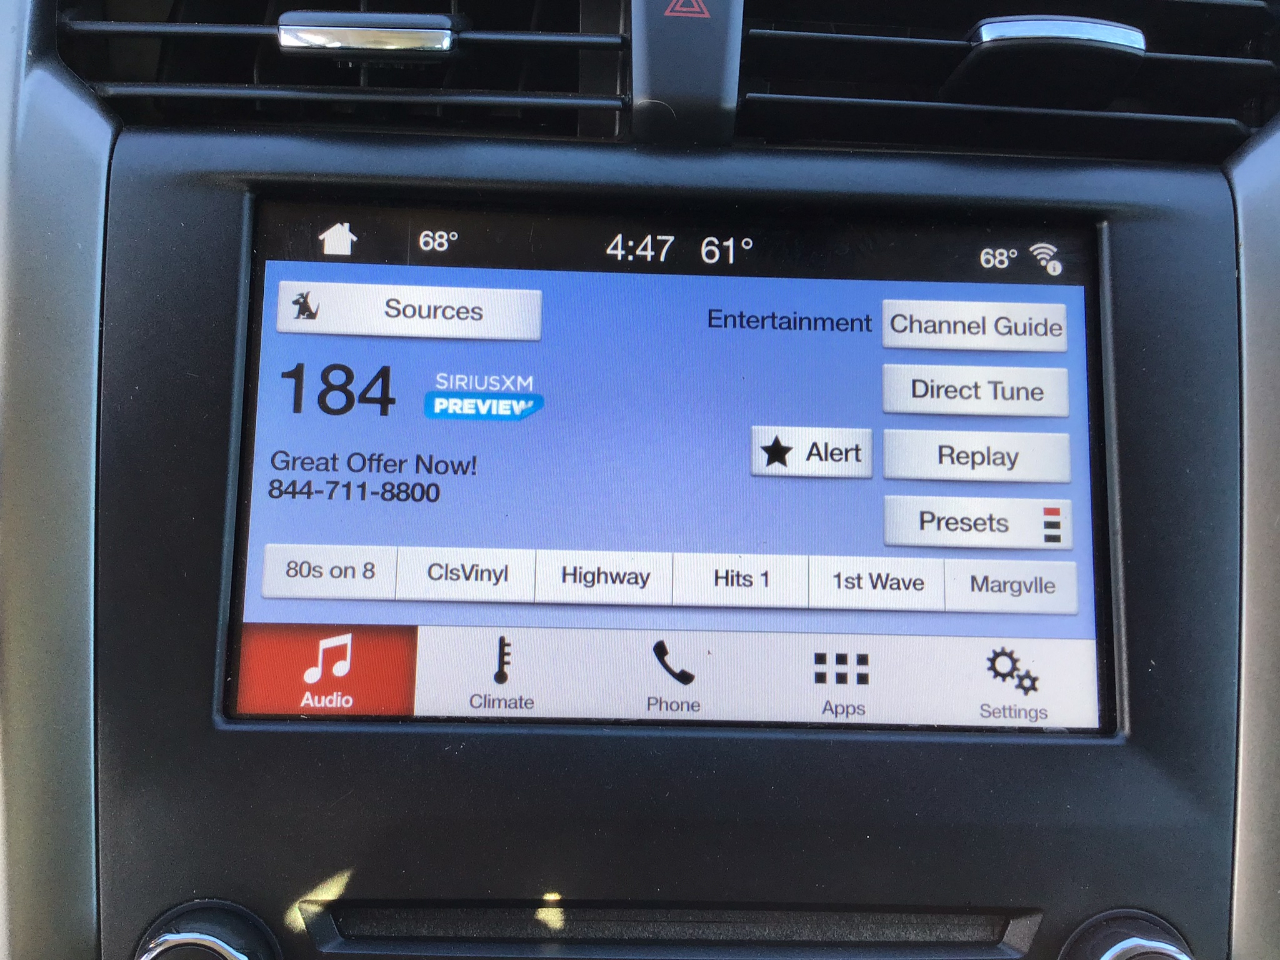 68° 4:47 61° 68°
Sources
Entertainment Channel Guide
184 SIRIUSXM
PREVIEW
Direct Tune
Great Offer Now!
844-711-8800
Alert
Replay
Presets
80s on 8 ClsVinyl Highway Hits 1 1st Wave Margvlle
Audio Climate Phone Apps Settings